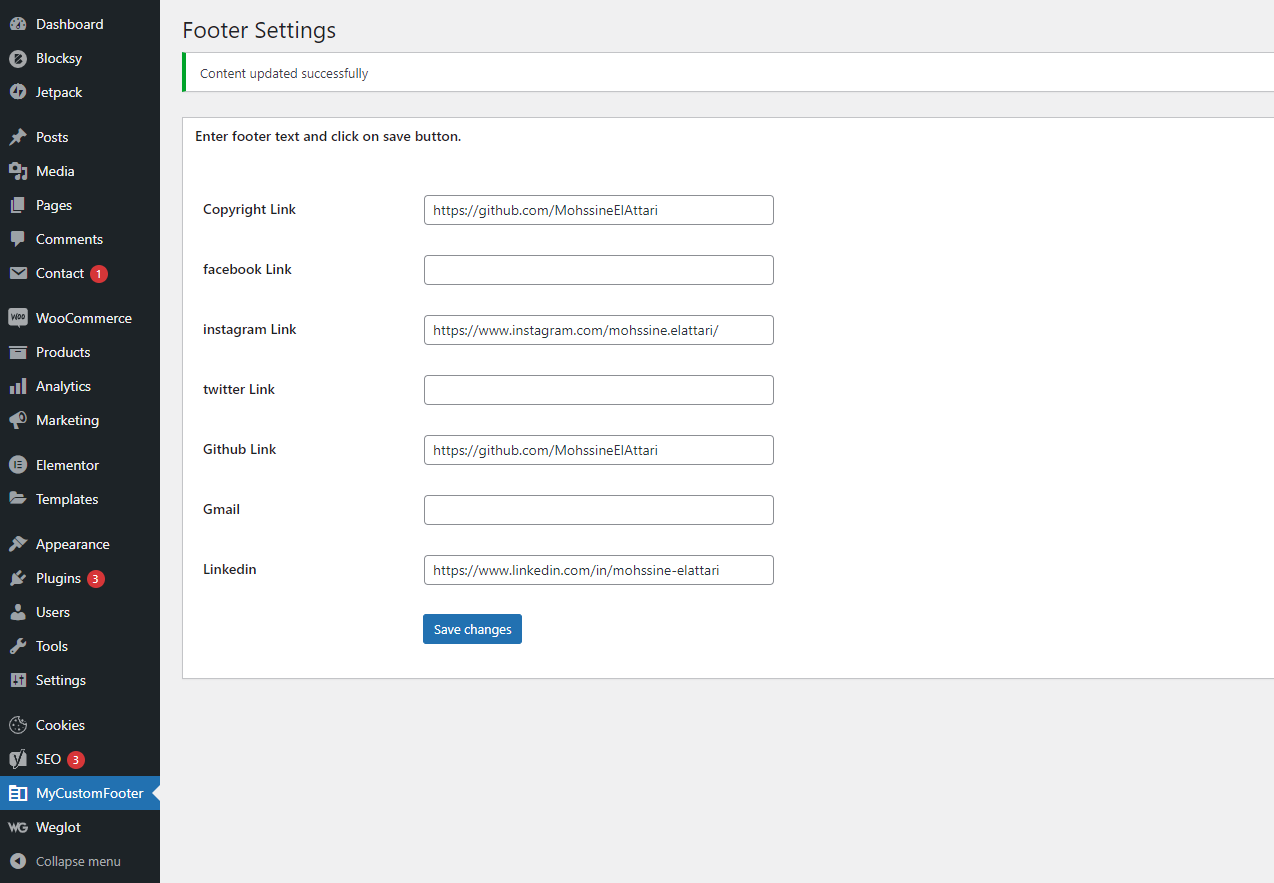 Dashboard
Blocksy
Jetpack
Posts
Media
Pages
Comments
Contact 1
WooCommerce
Products
Analytics
Marketing
Elementor
Templates
Appearance
Plugins 3
Users
Tools
Settings
Cookies
SEO 3
MyCustomFooter
WG Weglot
Collapse menu
Footer Settings
Content updated successfully
Enter footer text and click on save button.
Copyright Link https://github.com/MohssineElAttari
facebook Link
instagram Link https://www.instagram.com/mohssine.elattari/
twitter Link
Github Link https://github.com/MohssineElAttari
Gmail
Linkedin https://www.linkedin.com/in/mohssine-elattari
Save changes